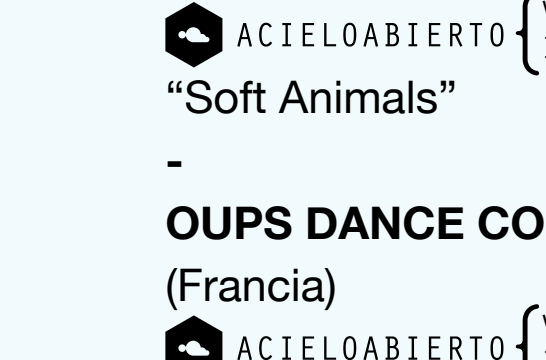 ACIELOABIERTO
“Soft Animals”
-
OUPS DANCE CO
(Francia)
ACIELOABIERTO